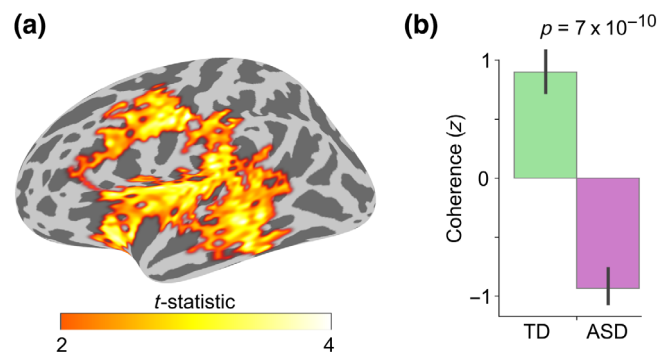 (a)
t-statistic
2 4
(b)
p = 7 x 10⁻¹⁰
Coherence (z)
1
0
−1
TD ASD